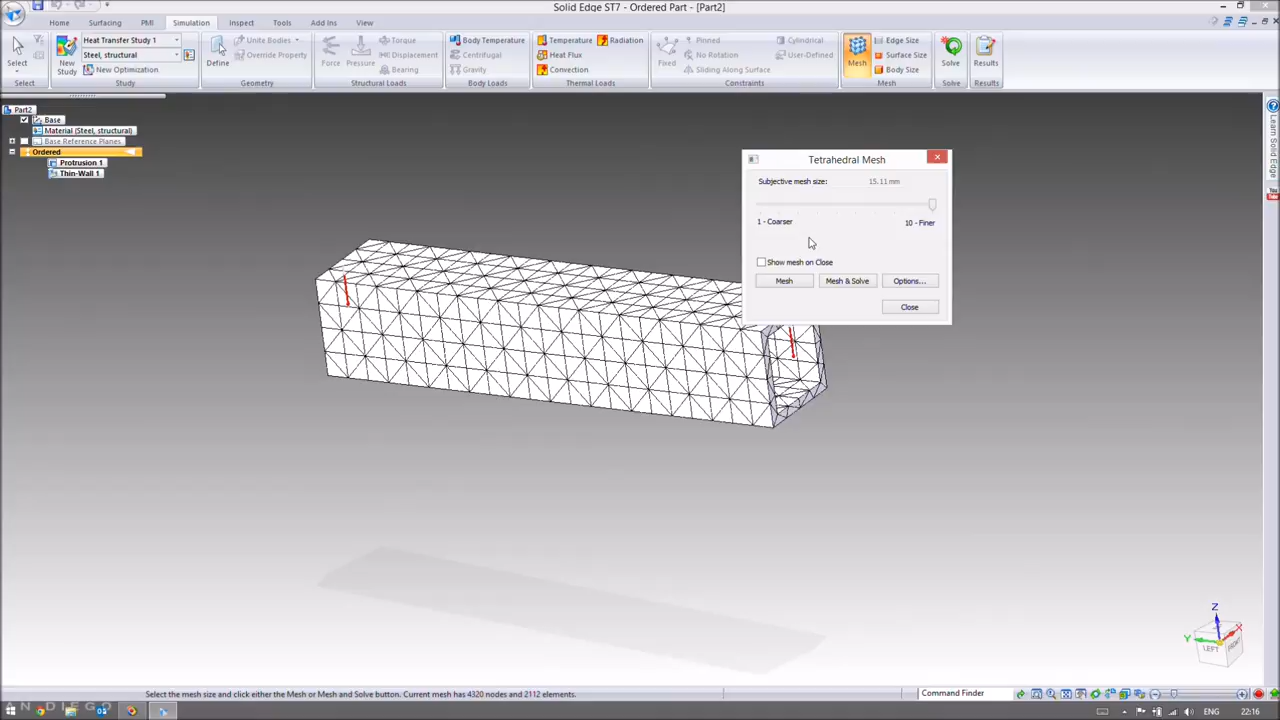 Solid Edge ST7 - Ordered Part - [Part2]
Home Surfacing PMI Simulation Inspect Tools Add Ins View
Heat Transfer Study 1
Steel, structural
New Optimization
Select
New Study
Define
Unite Bodies
Override Property
Force
Pressure
Torque
Displacement
Bearing
Body Temperature
Centrifugal
Gravity
Temperature
Radiation
Heat Flux
Convection
Fixed
Pinned
No Rotation
Sliding Along Surface
Cylindrical
User-Defined
Mesh
Edge Size
Surface Size
Body Size
Solve
Results
Select Study Geometry Structural Loads Body Loads Thermal Loads Constraints Mesh Solve Results
Part2
Base
Material (Steel, structural)
Base Reference Planes
Ordered
Protrusion 1
Thin-Wall 1
Tetrahedral Mesh
Subjective mesh size: 15.11 mm
1 - Coarser 10 - Finer
Show mesh on Close
Mesh Mesh & Solve Options...
Close
Learn Solid Edge
You
Z
Y
LEFT
Select the mesh size and click either the Mesh or Mesh and Solve button. Current mesh has 4320 nodes and 2112 elements.
Command Finder
ENG 22:16